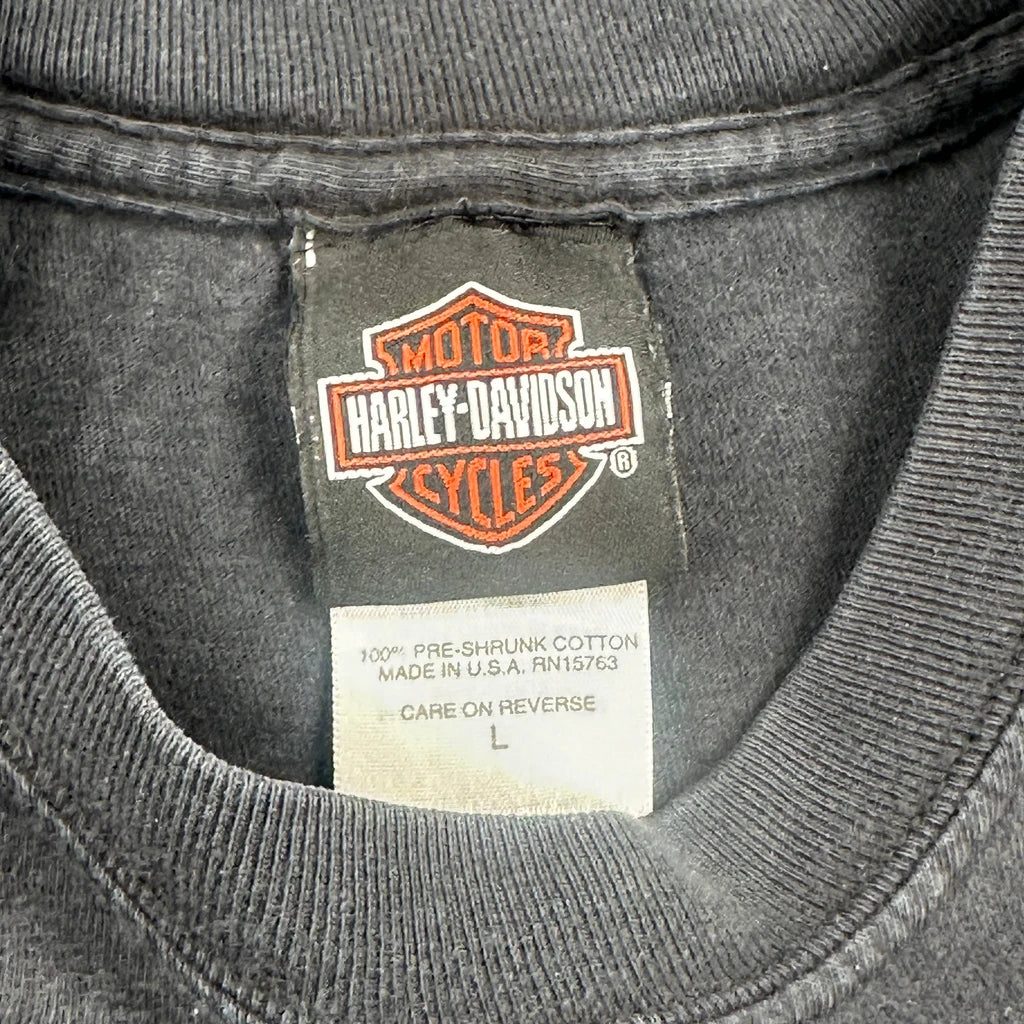 MOTOR
HARLEY-DAVIDSON
CYCLES
®
100% PRE-SHRUNK COTTON
MADE IN U.S.A. RN15763
CARE ON REVERSE
L